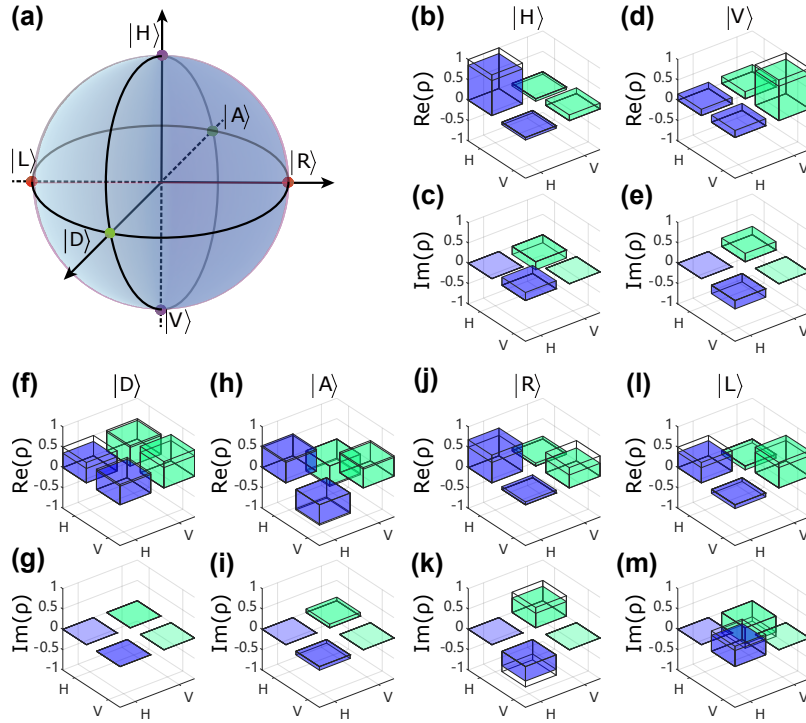 (a)
|H⟩
|A⟩
|L⟩
|R⟩
|D⟩
|V⟩
(b) |H⟩
Re(ρ)
1
0.5
0
-0.5
-1
H
V
H
V
(d) |V⟩
Re(ρ)
1
0.5
0
-0.5
-1
H
V
H
V
(c)
Im(ρ)
1
0.5
0
-0.5
-1
H
V
H
V
(e)
Im(ρ)
1
0.5
0
-0.5
-1
H
V
H
V
(f) |D⟩
Re(ρ)
1
0.5
0
-0.5
-1
H
V
H
V
(h) |A⟩
Re(ρ)
1
0.5
0
-0.5
-1
H
V
H
V
(j) |R⟩
Re(ρ)
1
0.5
0
-0.5
-1
H
V
H
V
(l) |L⟩
Re(ρ)
1
0.5
0
-0.5
-1
H
V
H
V
(g)
Im(ρ)
1
0.5
0
-0.5
-1
H
V
H
V
(i)
Im(ρ)
1
0.5
0
-0.5
-1
H
V
H
V
(k)
Im(ρ)
1
0.5
0
-0.5
-1
H
V
H
V
(m)
Im(ρ)
1
0.5
0
-0.5
-1
H
V
H
V